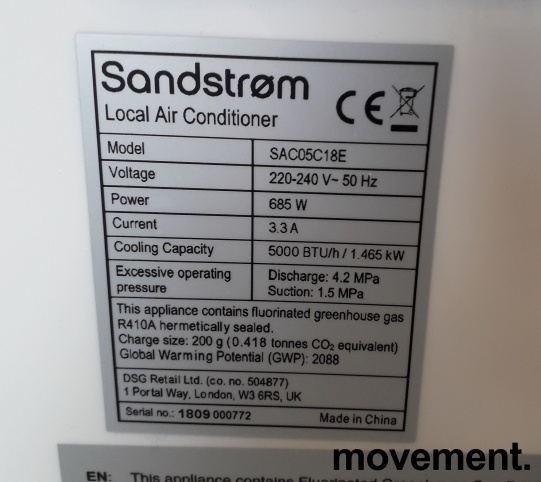 Sandstrøm
Local Air Conditioner
CE
Model SAC05C18E
Voltage 220-240 V~ 50 Hz
Power 685 W
Current 3.3 A
Cooling Capacity 5000 BTU/h / 1.465 kW
Excessive operating Discharge: 4.2 MPa
pressure Suction: 1.5 MPa
This appliance contains fluorinated greenhouse gas
R410A hermetically sealed.
Charge size: 200 g (0.418 tonnes CO₂ equivalent)
Global Warming Potential (GWP): 2088
DSG Retail Ltd. (co. no. 504877)
1 Portal Way, London, W3 6RS, UK
Serial no.: 1809 000772 Made in China
movement.
EN: This appliance contains Fluorinated